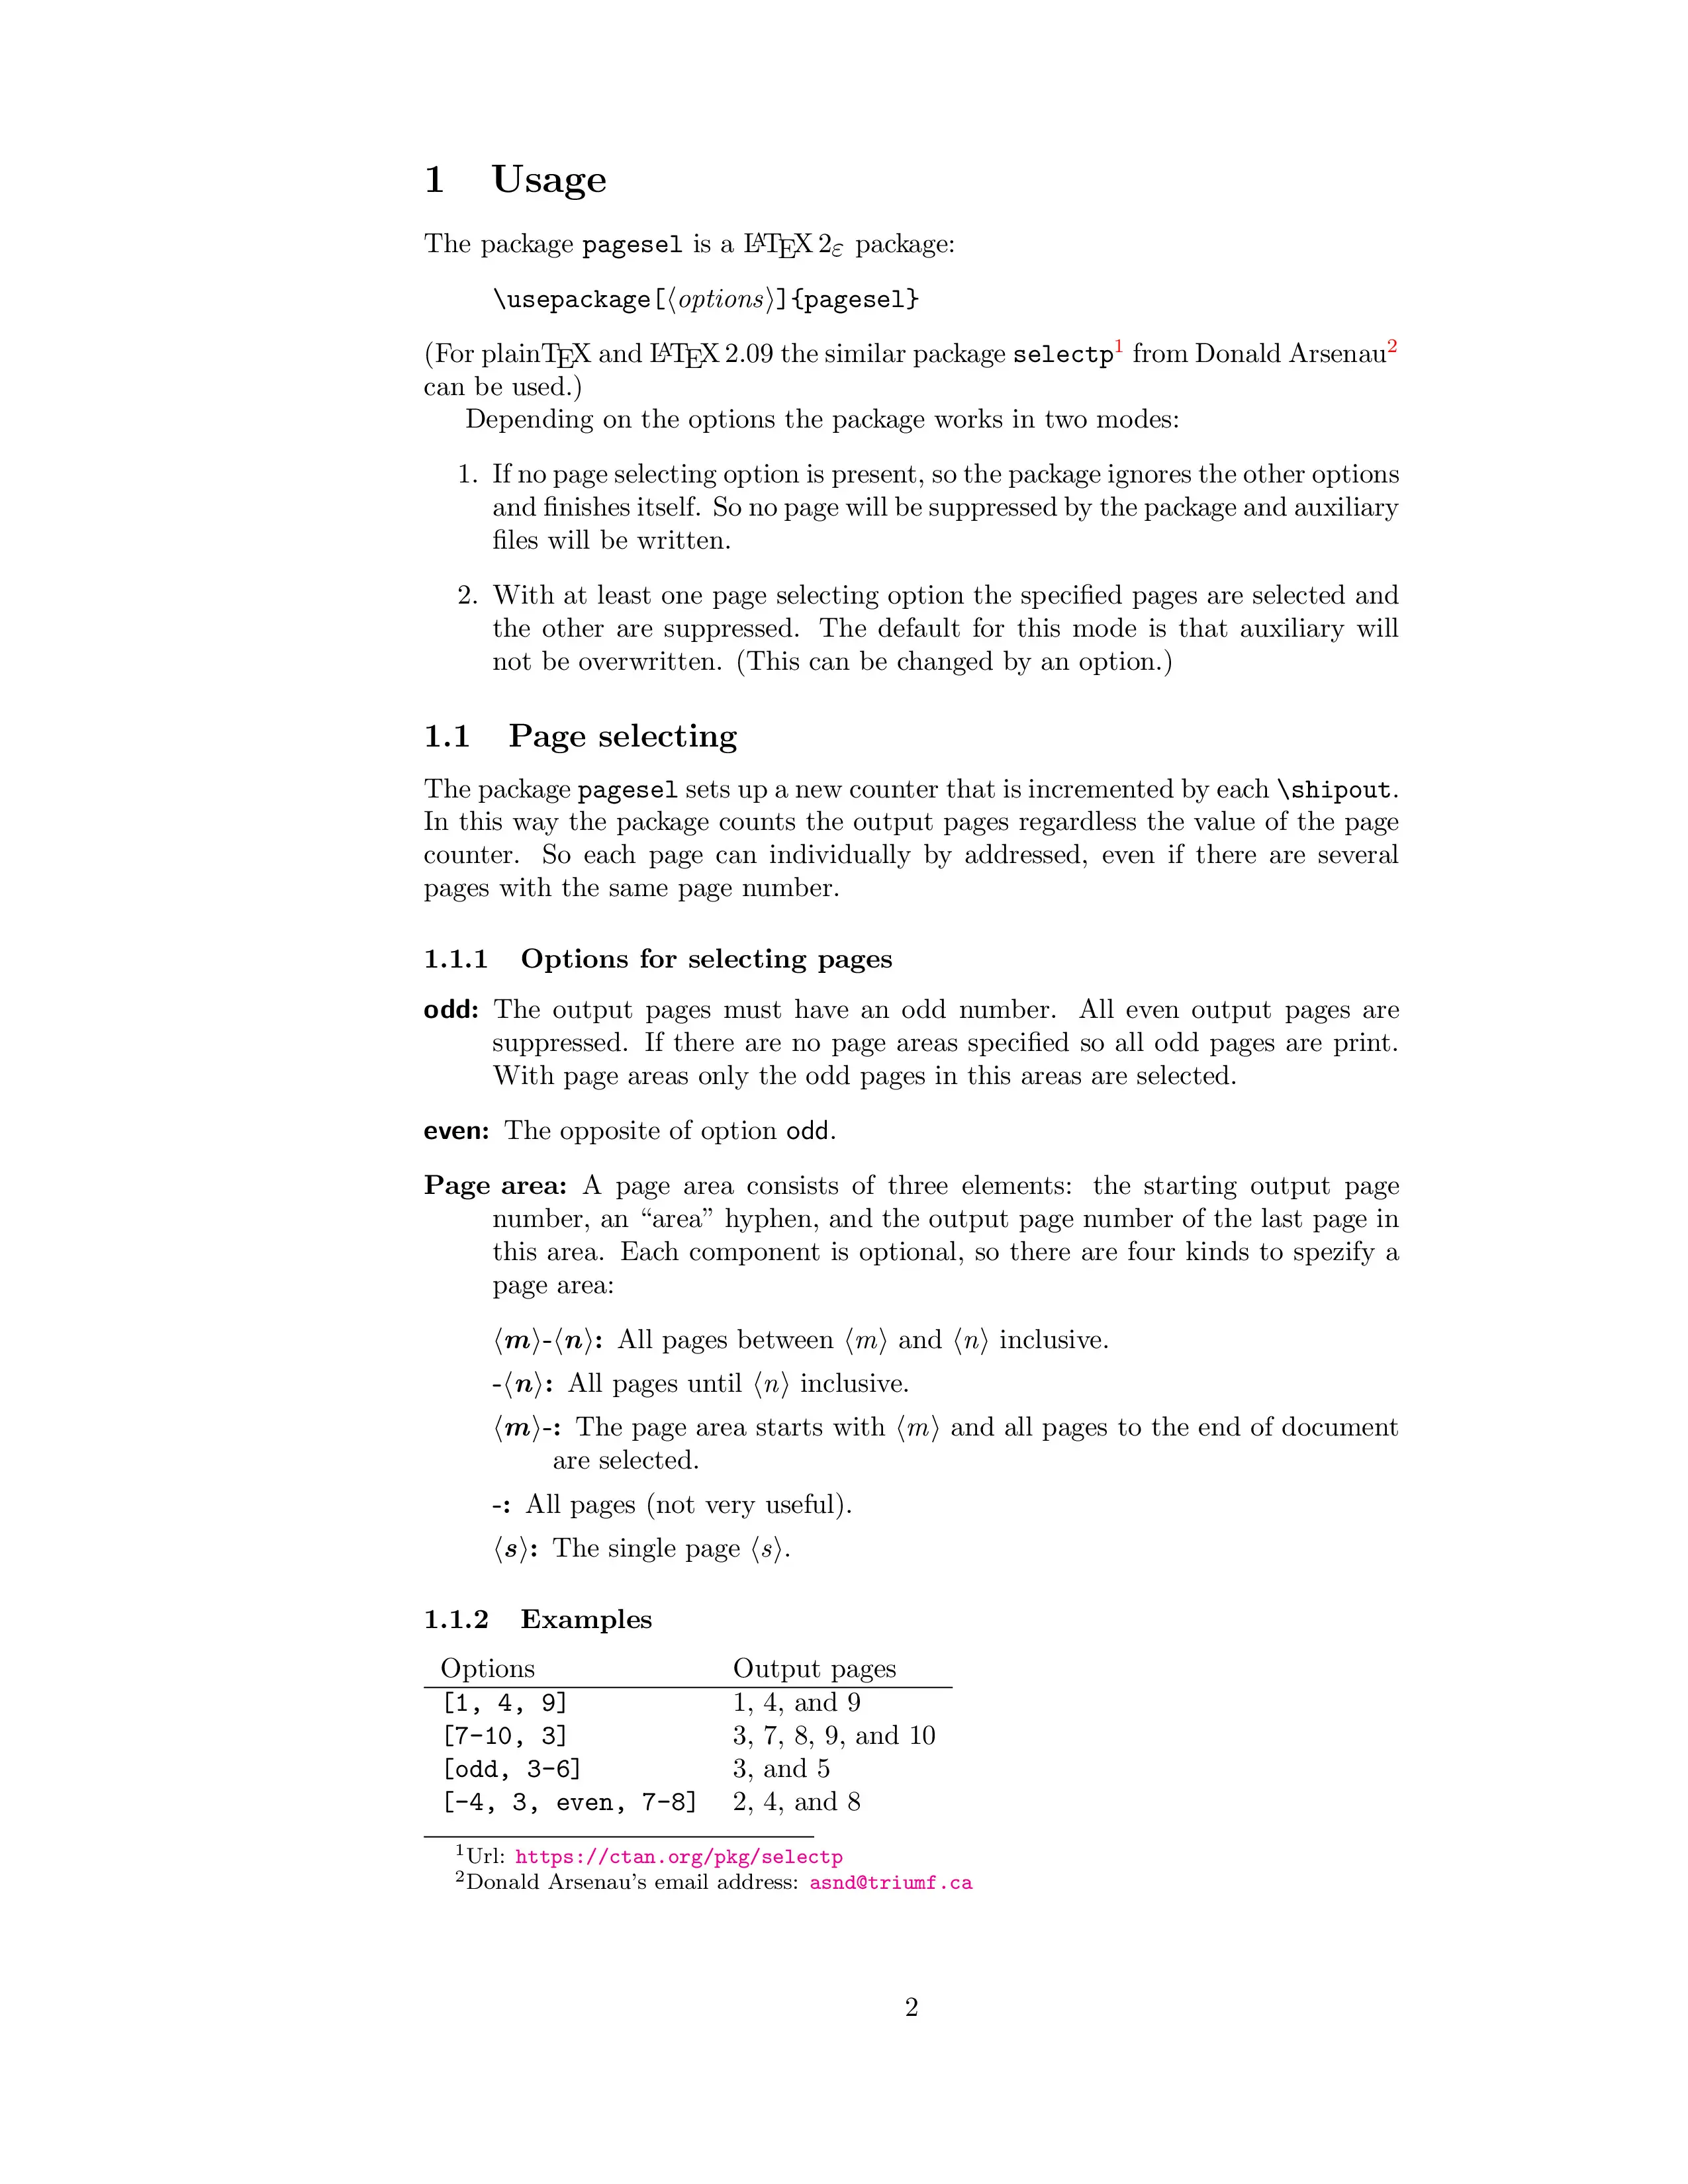 1 Usage
The package pagesel is a LATEX 2ε package:
\usepackage[⟨options⟩]{pagesel}
(For plainTEX and LATEX 2.09 the similar package selectp1 from Donald Arsenau2
can be used.)
Depending on the options the package works in two modes:
1. If no page selecting option is present, so the package ignores the other options
and finishes itself. So no page will be suppressed by the package and auxiliary
files will be written.
2. With at least one page selecting option the specified pages are selected and
the other are suppressed. The default for this mode is that auxiliary will
not be overwritten. (This can be changed by an option.)
1.1 Page selecting
The package pagesel sets up a new counter that is incremented by each \shipout.
In this way the package counts the output pages regardless the value of the page
counter. So each page can individually by addressed, even if there are several
pages with the same page number.
1.1.1 Options for selecting pages
odd: The output pages must have an odd number. All even output pages are
suppressed. If there are no page areas specified so all odd pages are print.
With page areas only the odd pages in this areas are selected.
even: The opposite of option odd.
Page area: A page area consists of three elements: the starting output page
number, an “area” hyphen, and the output page number of the last page in
this area. Each component is optional, so there are four kinds to spezify a
page area:
⟨m⟩-⟨n⟩: All pages between ⟨m⟩ and ⟨n⟩ inclusive.
-⟨n⟩: All pages until ⟨n⟩ inclusive.
⟨m⟩-: The page area starts with ⟨m⟩ and all pages to the end of document
are selected.
-: All pages (not very useful).
⟨s⟩: The single page ⟨s⟩.
1.1.2 Examples
Options Output pages
[1, 4, 9] 1, 4, and 9
[7-10, 3] 3, 7, 8, 9, and 10
[odd, 3-6] 3, and 5
[-4, 3, even, 7-8] 2, 4, and 8
1Url: https://ctan.org/pkg/selectp
2Donald Arsenau’s email address: asnd@triumf.ca
2